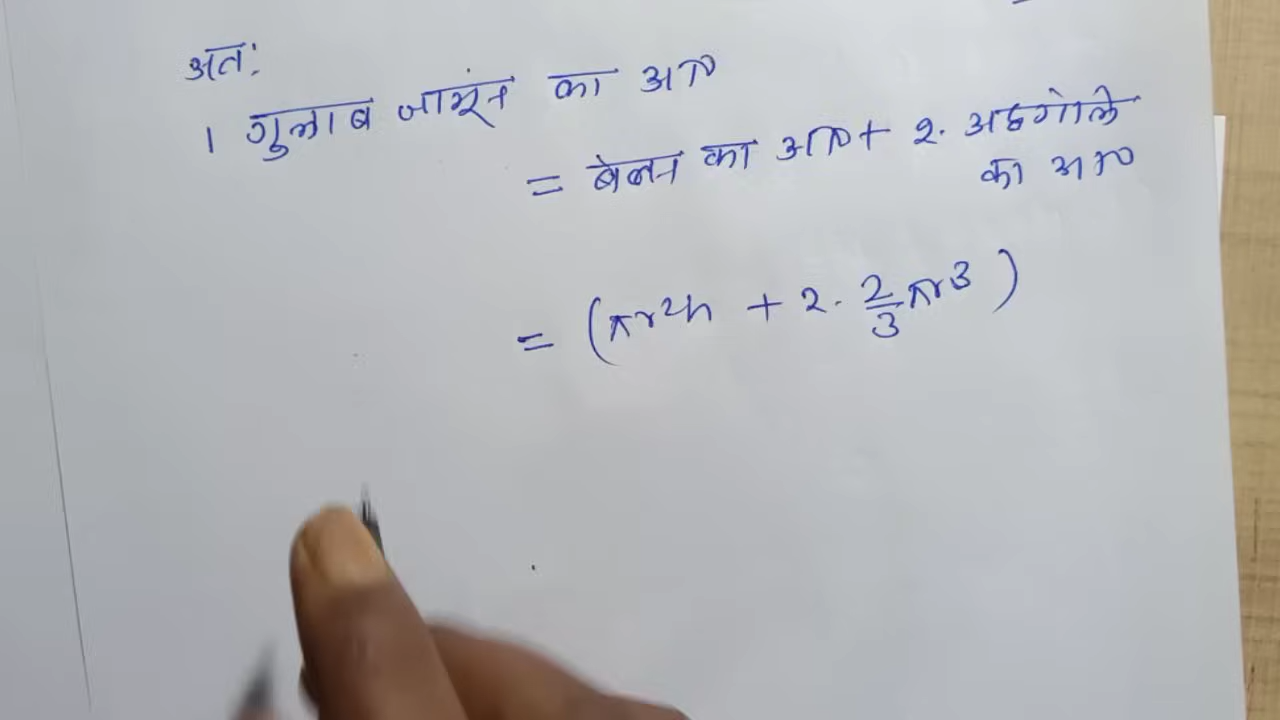 अतः
1 गुलाब जामुन का आ०
= बेलन का आ० + 2. अर्द्धगोले
का आ०
= (πr²h + 2. 2/3 πr³)